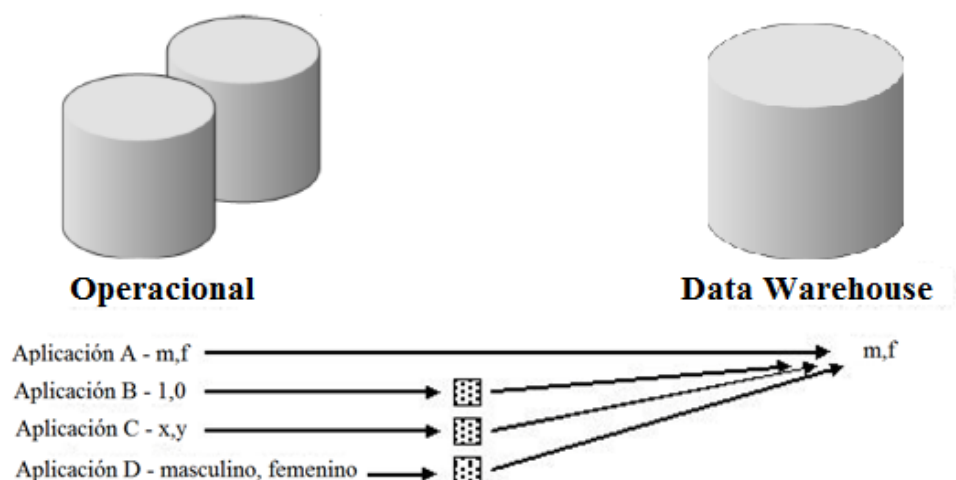 Operacional
Data Warehouse
Aplicación A - m,f
m,f
Aplicación B - 1,0
Aplicación C - x,y
Aplicación D - masculino, femenino